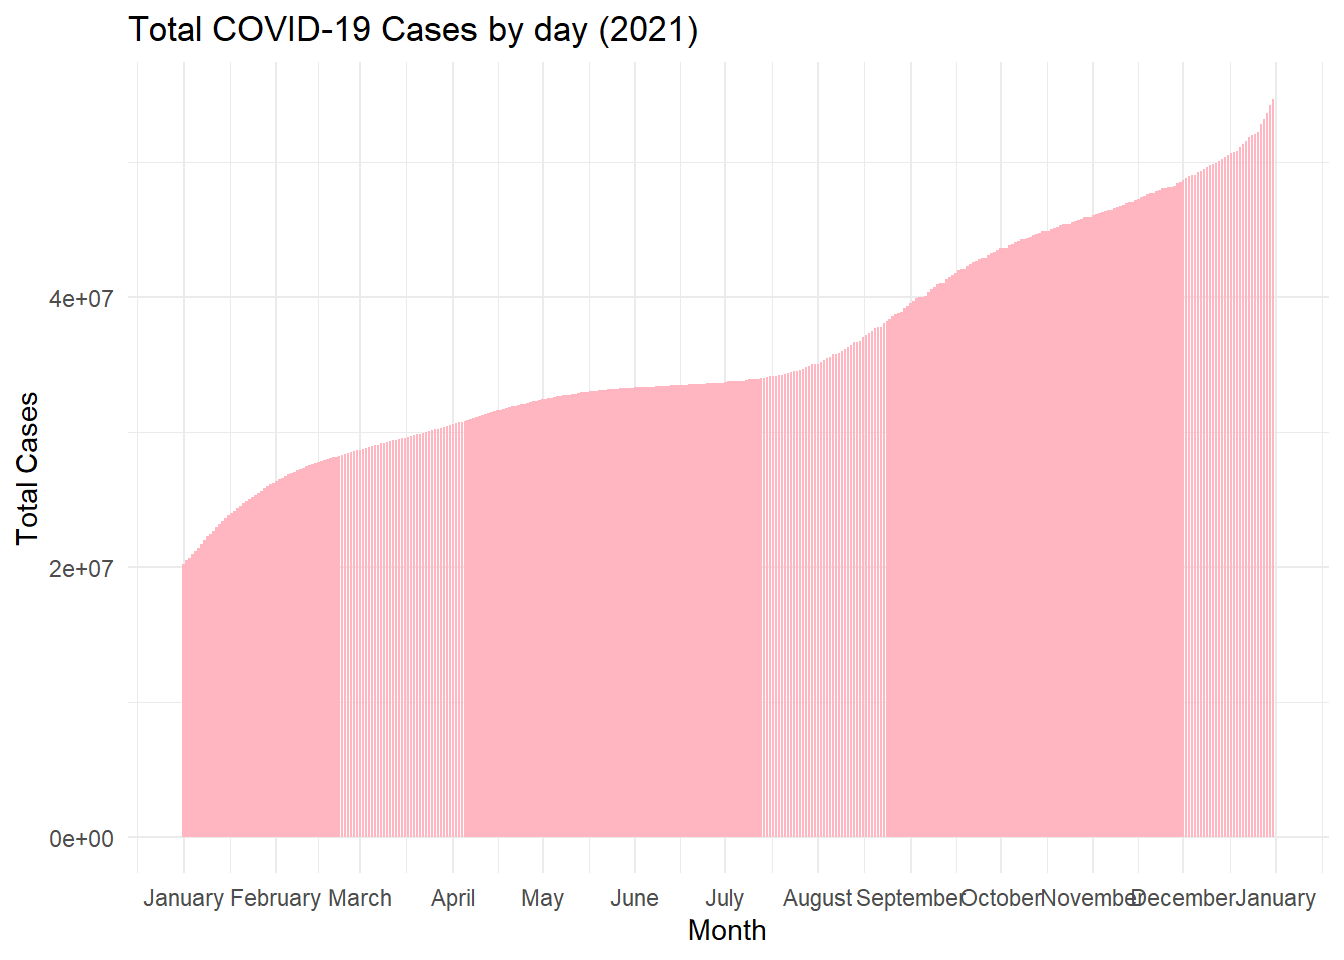 Total COVID-19 Cases by day (2021)
Total Cases
4e+07
2e+07
0e+00
January February March April May June July August September October November December January
Month